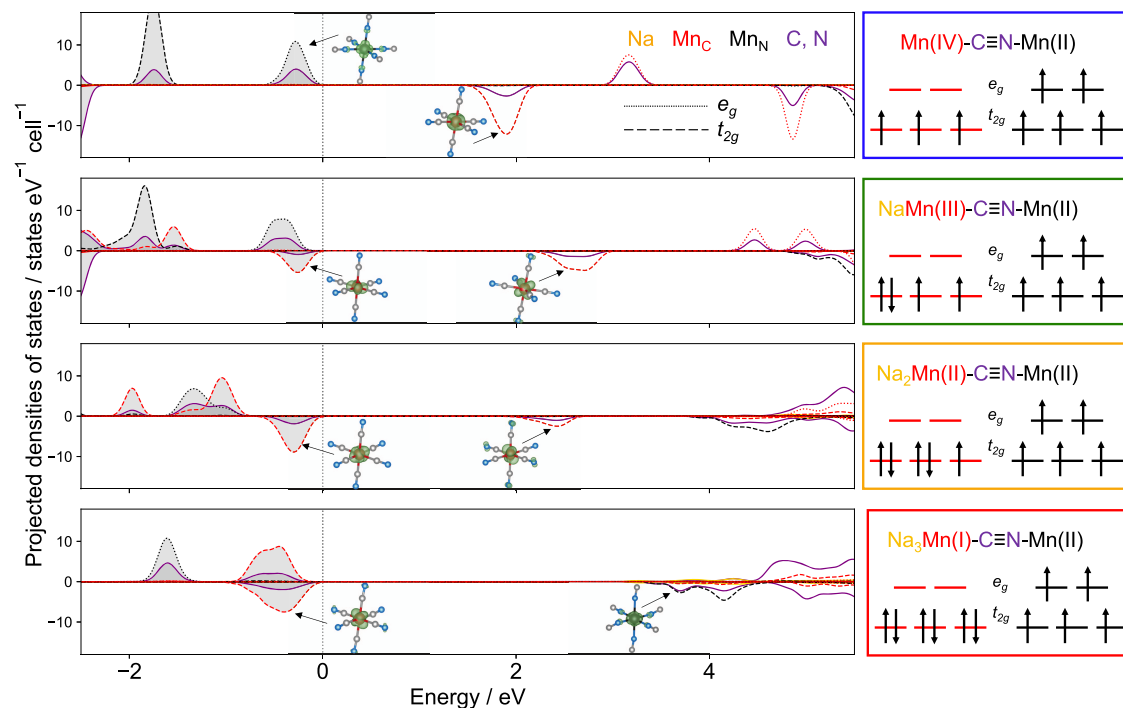 Projected densities of states / states eV⁻¹ cell⁻¹
10
0
−10
Na Mn_C Mn_N C, N
e_g
t_2g
Mn(IV)-C≡N-Mn(II)
e_g
t_2g
10
0
−10
NaMn(III)-C≡N-Mn(II)
e_g
t_2g
10
0
−10
Na₂Mn(II)-C≡N-Mn(II)
e_g
t_2g
10
0
−10
Na₃Mn(I)-C≡N-Mn(II)
e_g
t_2g
−2 0 2 4
Energy / eV